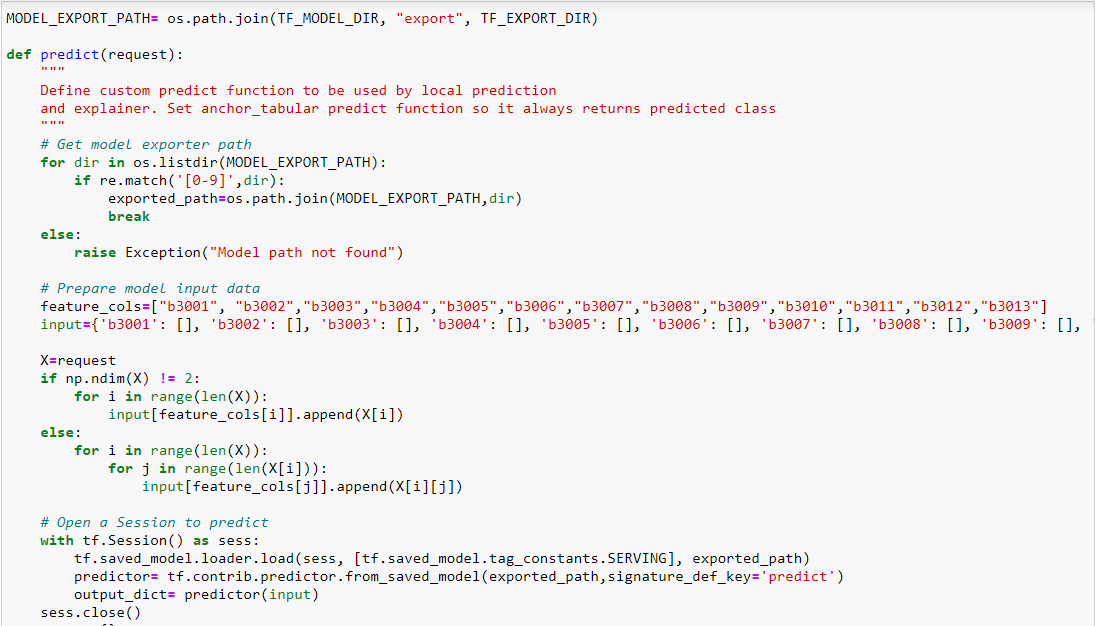 MODEL_EXPORT_PATH= os.path.join(TF_MODEL_DIR, "export", TF_EXPORT_DIR)
def predict(request):
    """
    Define custom predict function to be used by local prediction
    and explainer. Set anchor_tabular predict function so it always returns predicted class
    """
    # Get model exporter path
    for dir in os.listdir(MODEL_EXPORT_PATH):
        if re.match('[0-9]',dir):
            exported_path=os.path.join(MODEL_EXPORT_PATH,dir)
            break
    else:
        raise Exception("Model path not found")
    # Prepare model input data
    feature_cols=["b3001", "b3002","b3003","b3004","b3005","b3006","b3007","b3008","b3009","b3010","b3011","b3012","b3013"]
    input={'b3001': [], 'b3002': [], 'b3003': [], 'b3004': [], 'b3005': [], 'b3006': [], 'b3007': [], 'b3008': [], 'b3009': [],
    X=request
    if np.ndim(X) != 2:
        for i in range(len(X)):
            input[feature_cols[i]].append(X[i])
    else:
        for i in range(len(X)):
            for j in range(len(X[i])):
                input[feature_cols[j]].append(X[i][j])
    # Open a Session to predict
    with tf.Session() as sess:
        tf.saved_model.loader.load(sess, [tf.saved_model.tag_constants.SERVING], exported_path)
        predictor= tf.contrib.predictor.from_saved_model(exported_path,signature_def_key='predict')
        output_dict= predictor(input)
    sess.close()